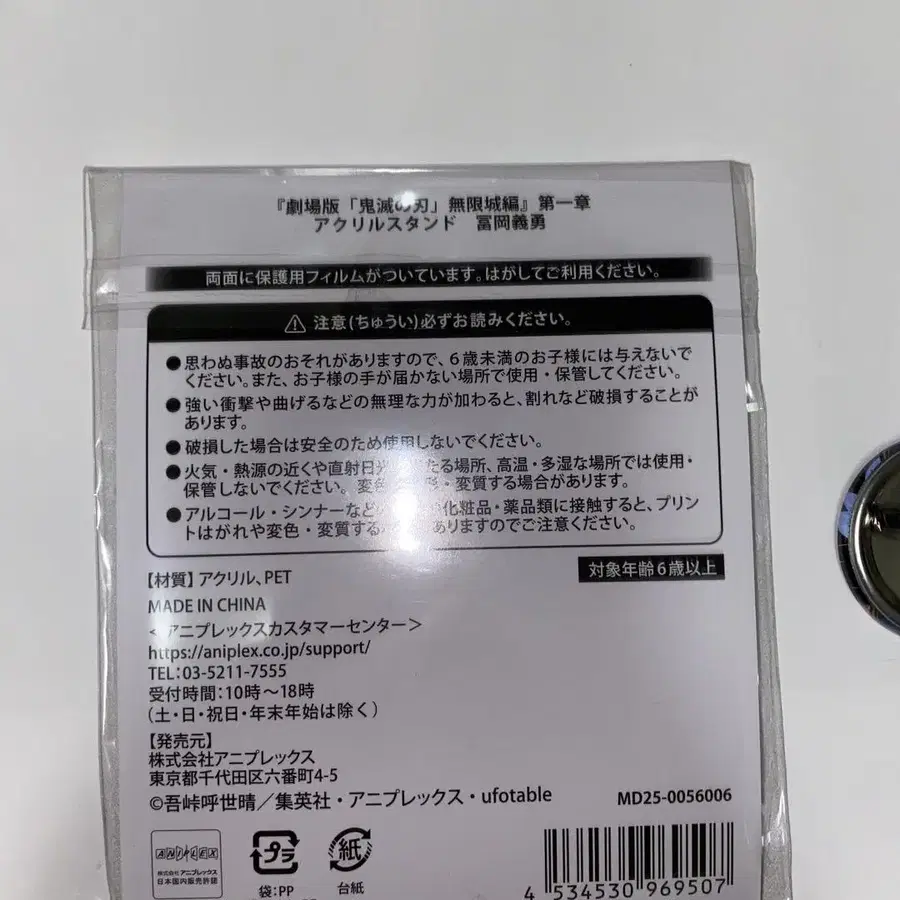 『劇場版「鬼滅の刃」無限城編』第一章
アクリルスタンド 冨岡義勇
両面に保護用フィルムがついています。はがしてご利用ください。
注意(ちゅうい)必ずお読みください。
●思わぬ事故のおそれがありますので、6歳未満のお子様には与えないで
ください。また、お子様の手が届かない場所で使用・保管してください。
●強い衝撃や曲げるなどの無理な力が加わると、割れなど破損することが
あります。
●破損した場合は安全のため使用しないでください。
●火気・熱源の近くや直射日光 たる場所、高温・多湿な場所では使用・
保管しないでください。変色 ・変質する場合があります。
●アルコール・シンナーなど 化粧品・薬品類に接触すると、プリン
トはがれや変色・変質する ありますのでご注意ください。
【材質】アクリル、PET
対象年齢6歳以上
MADE IN CHINA
<アニプレックスカスタマーセンター>
https://aniplex.co.jp/support/
TEL:03-5211-7555
受付時間:10時～18時
(土・日・祝日・年末年始は除く)
【発売元】
株式会社アニプレックス
東京都千代田区六番町4-5
©吾峠呼世晴／集英社・アニプレックス・ufotable
MD25-0056006
ANIPLEX
株式会社アニプレックス
日本国内販売許諾
プラ
袋:PP
紙
台紙
4 534530 969507